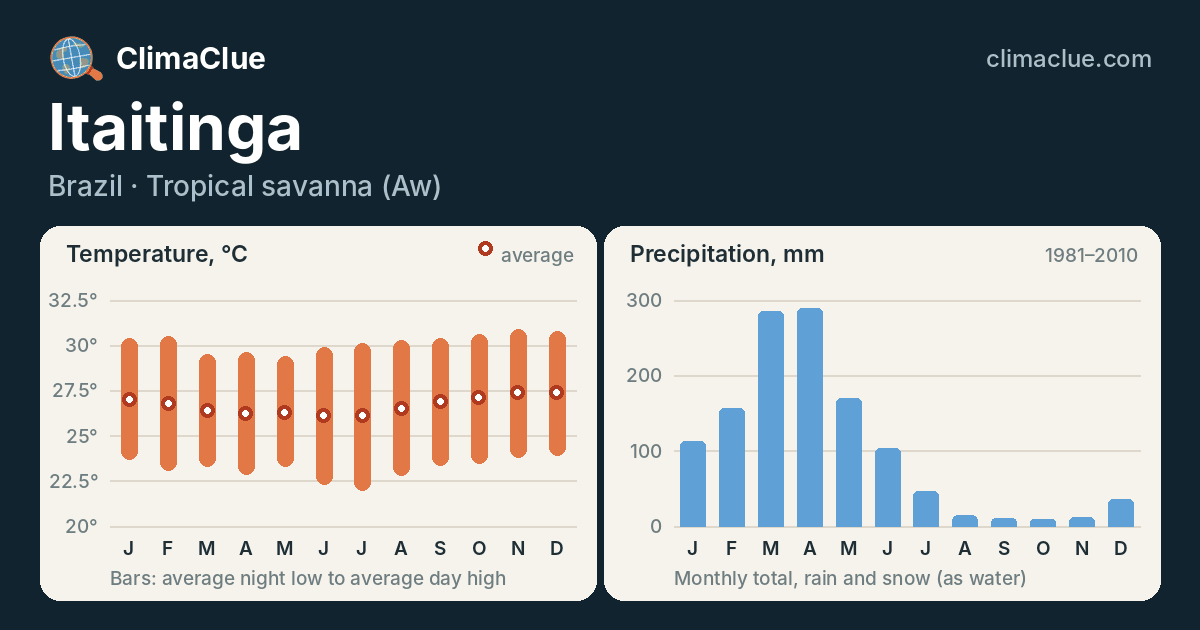 ClimaClue
climaclue.com
Itaitinga
Brazil · Tropical savanna (Aw)
Temperature, °C
average
32.5°
30°
27.5°
25°
22.5°
20°
J F M A M J J A S O N D
Bars: average night low to average day high
Precipitation, mm
1981–2010
300
200
100
0
J F M A M J J A S O N D
Monthly total, rain and snow (as water)